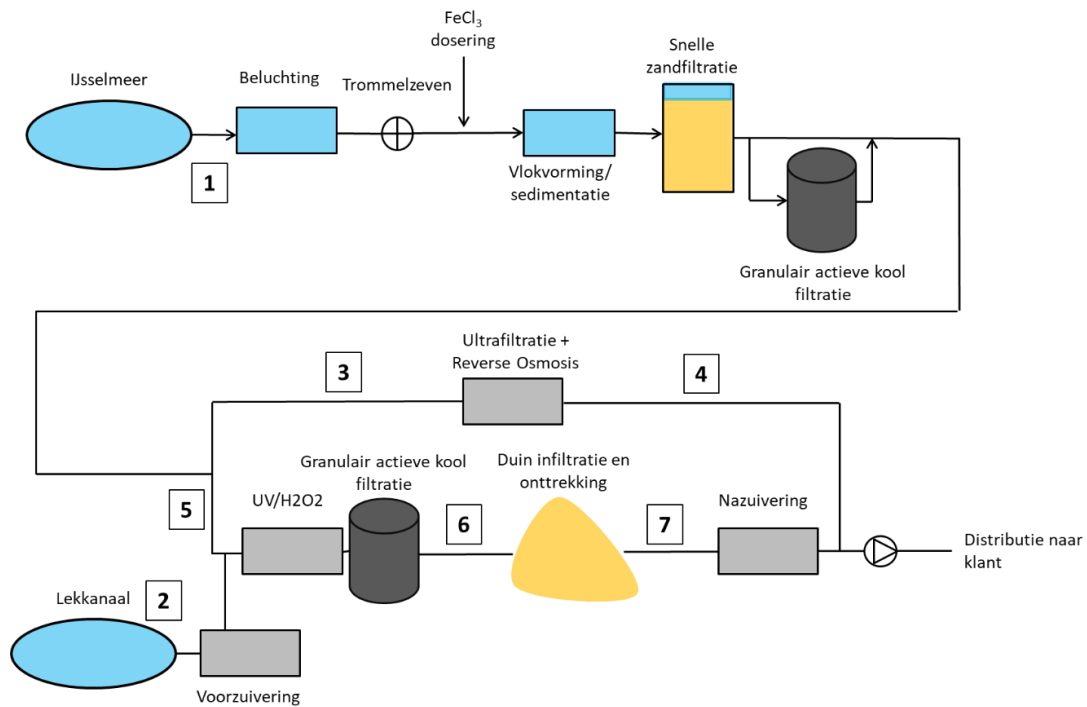 FeCl₃
dosering
Snelle
zandfiltratie
IJsselmeer
Beluchting
Trommelzeven
1
Vlokvorming/
sedimentatie
Granulair actieve kool
filtratie
Ultrafiltratie +
Reverse Osmosis
3
4
Granulair actieve kool
filtratie
Duin infiltratie en
onttrekking
5
UV/H2O2
6
7
Nazuivering
Distributie naar
klant
Lekkanaal
2
Voorzuivering